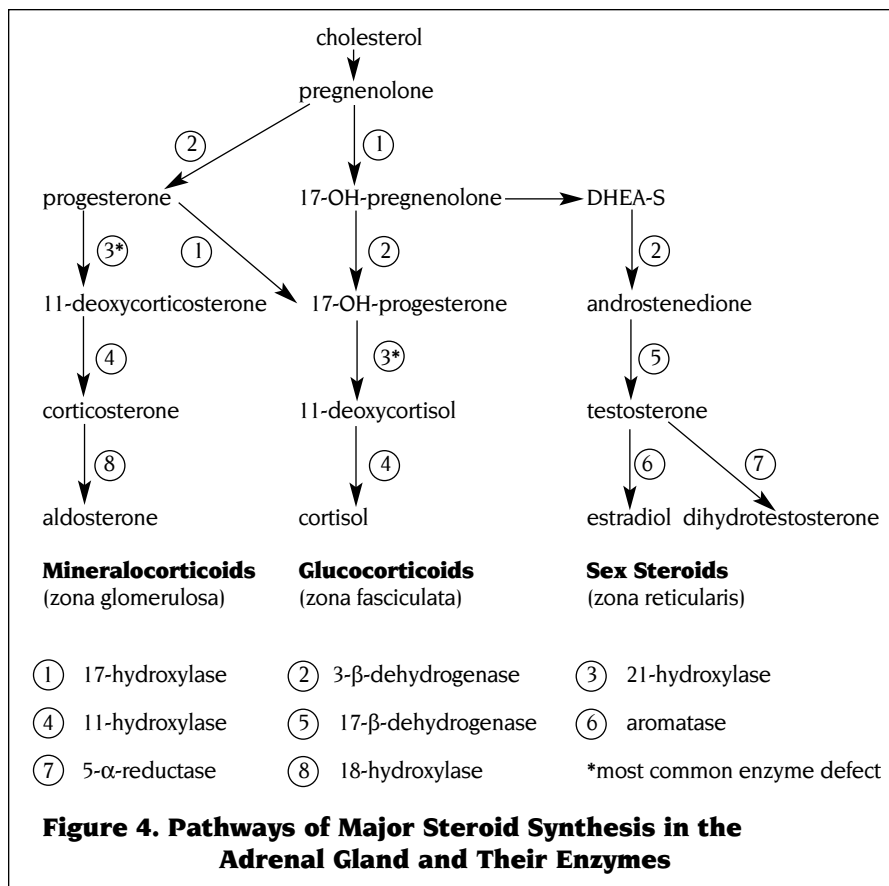 cholesterol
pregnenolone
2
1
progesterone 17-OH-pregnenolone DHEA-S
3* 1 2 2
11-deoxycorticosterone 17-OH-progesterone androstenedione
4 3* 5
corticosterone 11-deoxycortisol testosterone
8 4 6 7
aldosterone cortisol estradiol dihydrotestosterone
Mineralocorticoids Glucocorticoids Sex Steroids
(zona glomerulosa) (zona fasciculata) (zona reticularis)
1 17-hydroxylase 2 3-β-dehydrogenase 3 21-hydroxylase
4 11-hydroxylase 5 17-β-dehydrogenase 6 aromatase
7 5-α-reductase 8 18-hydroxylase *most common enzyme defect
Figure 4. Pathways of Major Steroid Synthesis in the
Adrenal Gland and Their Enzymes